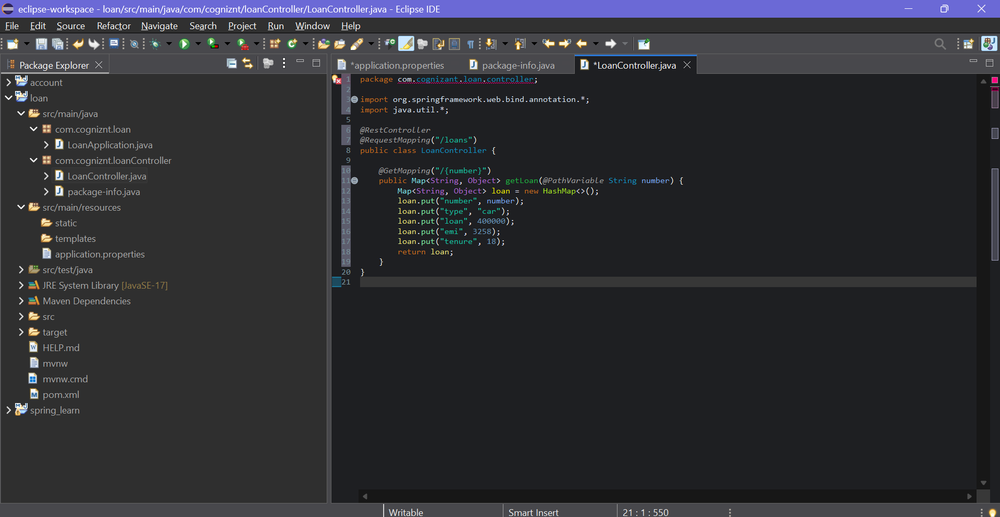 eclipse-workspace - loan/src/main/java/com/cogniznt/loanController/LoanController.java - Eclipse IDE
File Edit Source Refactor Navigate Search Project Run Window Help
Package Explorer
account
loan
src/main/java
com.cogniznt.loan
LoanApplication.java
com.cogniznt.loanController
LoanController.java
package-info.java
src/main/resources
static
templates
application.properties
src/test/java
JRE System Library [JavaSE-17]
Maven Dependencies
src
target
HELP.md
mvnw
mvnw.cmd
pom.xml
spring_learn
*application.properties package-info.java *LoanController.java
1 package com.cognizant.loan.controller;
2
3 import org.springframework.web.bind.annotation.*;
4 import java.util.*;
5
6 @RestController
7 @RequestMapping("/loans")
8 public class LoanController {
9
10 @GetMapping("/{number}")
11 public Map<String, Object> getLoan(@PathVariable String number) {
12 Map<String, Object> loan = new HashMap<>();
13 loan.put("number", number);
14 loan.put("type", "car");
15 loan.put("loan", 400000);
16 loan.put("emi", 3258);
17 loan.put("tenure", 18);
18 return loan;
19 }
20 }
21
Writable Smart Insert 21 : 1 : 550